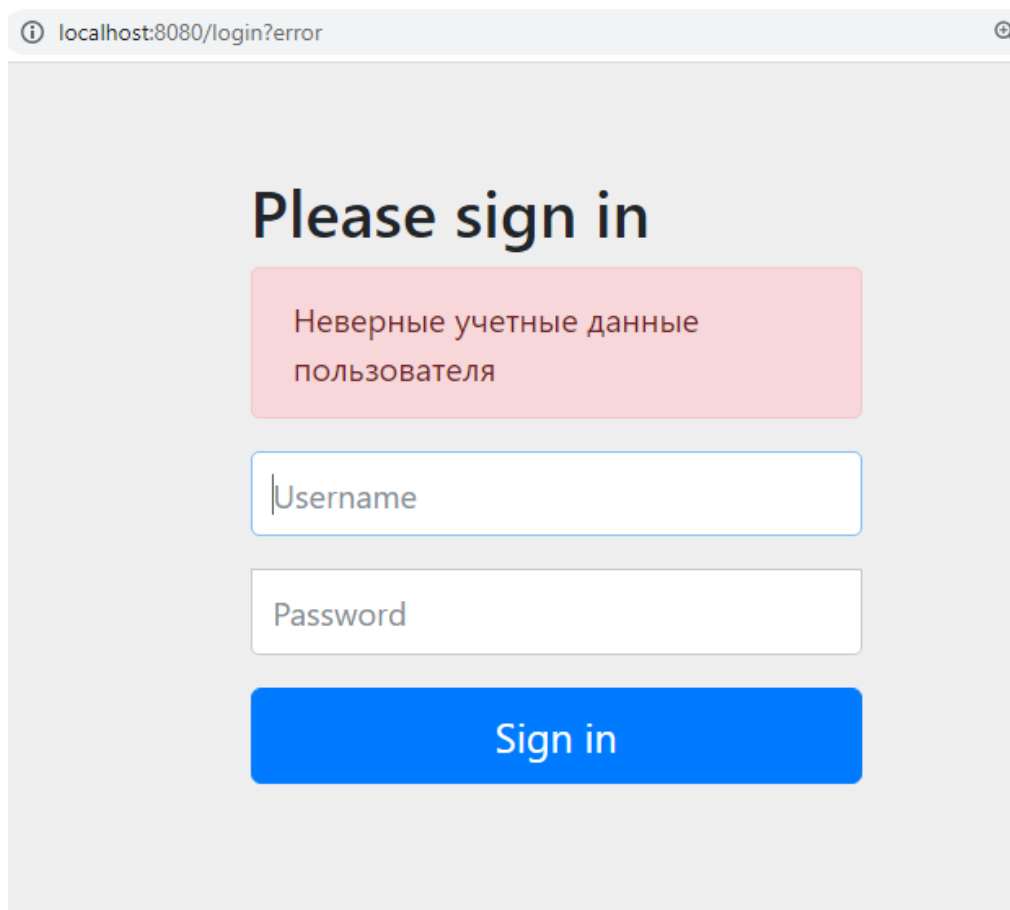 localhost:8080/login?error
Please sign in
Неверные учетные данные
пользователя
Username
Password
Sign in